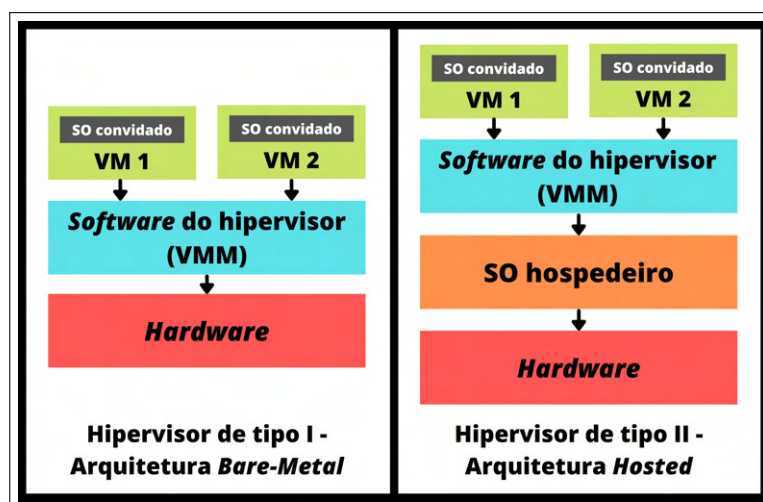 SO convidado
VM 1
SO convidado
VM 2
Software do hipervisor
(VMM)
Hardware
Hipervisor de tipo I -
Arquitetura Bare-Metal
SO convidado
VM 1
SO convidado
VM 2
Software do hipervisor
(VMM)
SO hospedeiro
Hardware
Hipervisor de tipo II -
Arquitetura Hosted